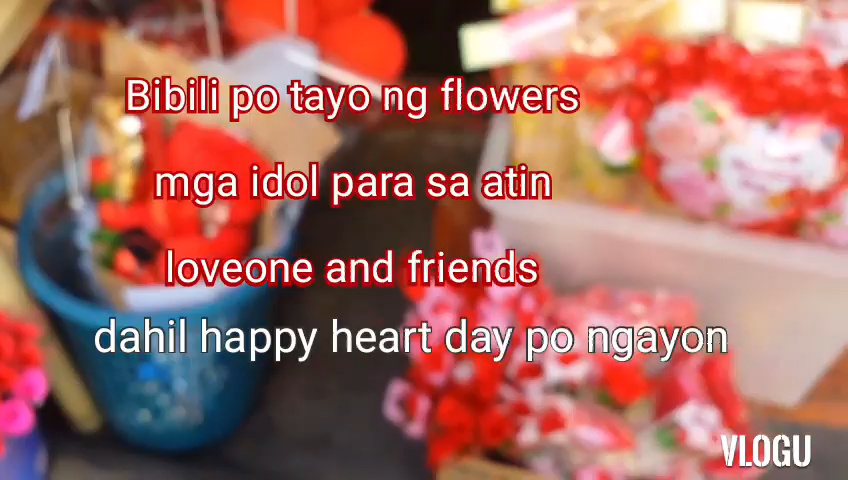 Bibili po tayo ng flowers
mga idol para sa atin
loveone and friends
dahil happy heart day po ngayon
VLOGU